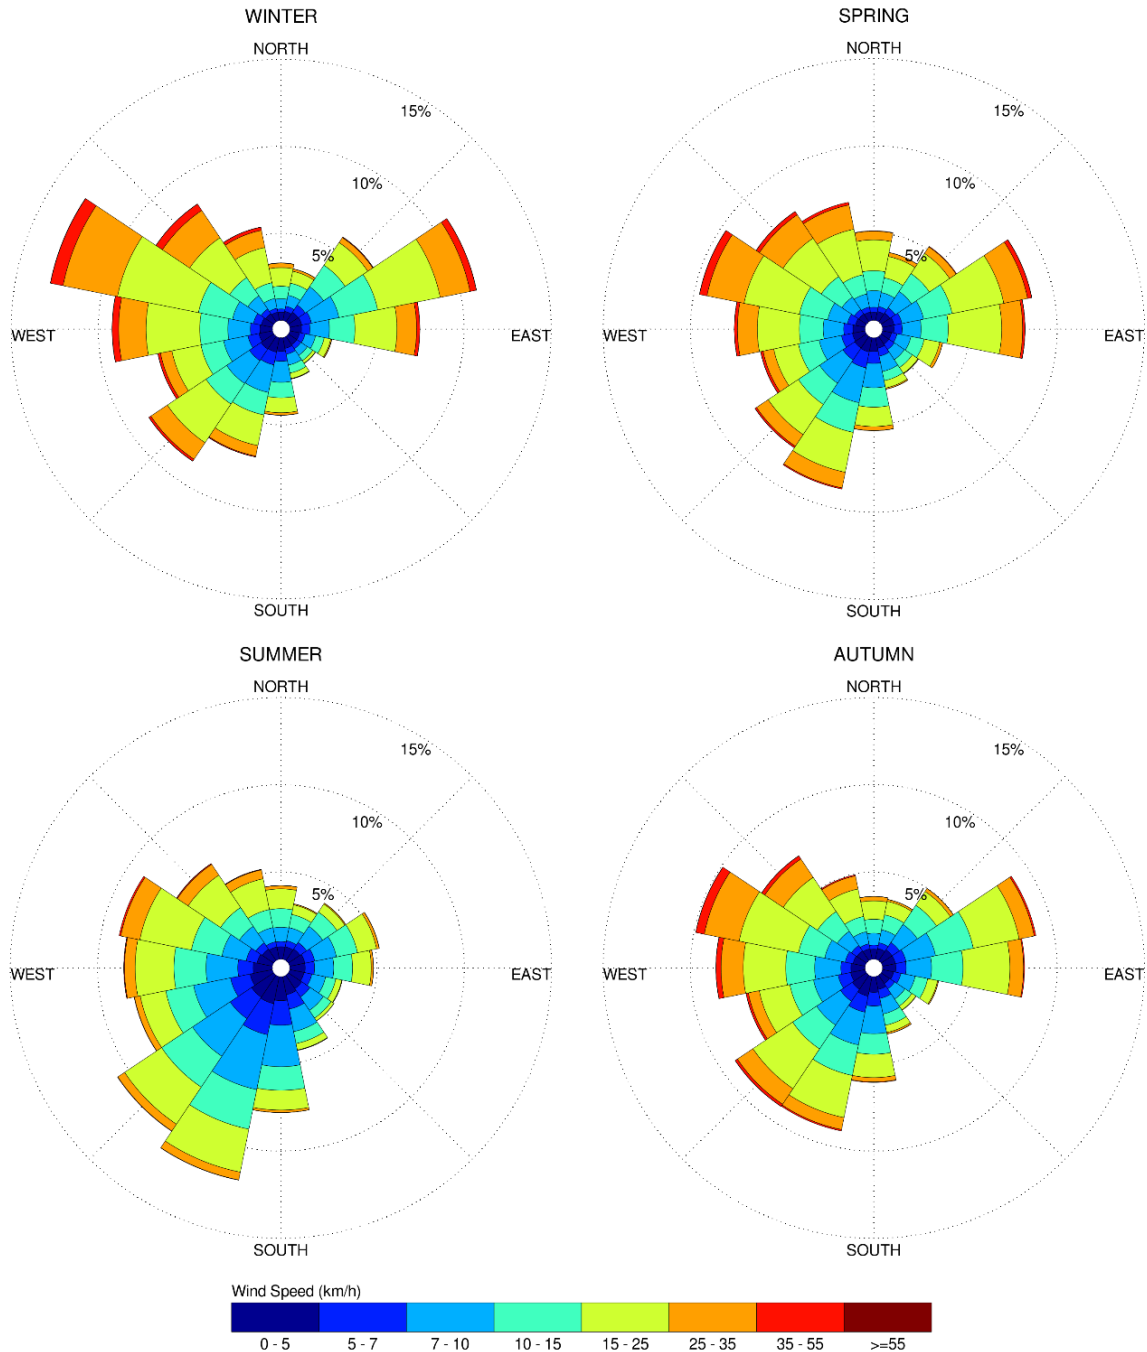 WINTER
SPRING
NORTH
NORTH
15%
15%
10%
10%
5%
5%
WEST
EAST
WEST
EAST
SOUTH
SOUTH
SUMMER
AUTUMN
NORTH
NORTH
15%
15%
10%
10%
5%
5%
WEST
EAST
WEST
EAST
SOUTH
SOUTH
Wind Speed (km/h)
0 - 5 5 - 7 7 - 10 10 - 15 15 - 25 25 - 35 35 - 55 >=55